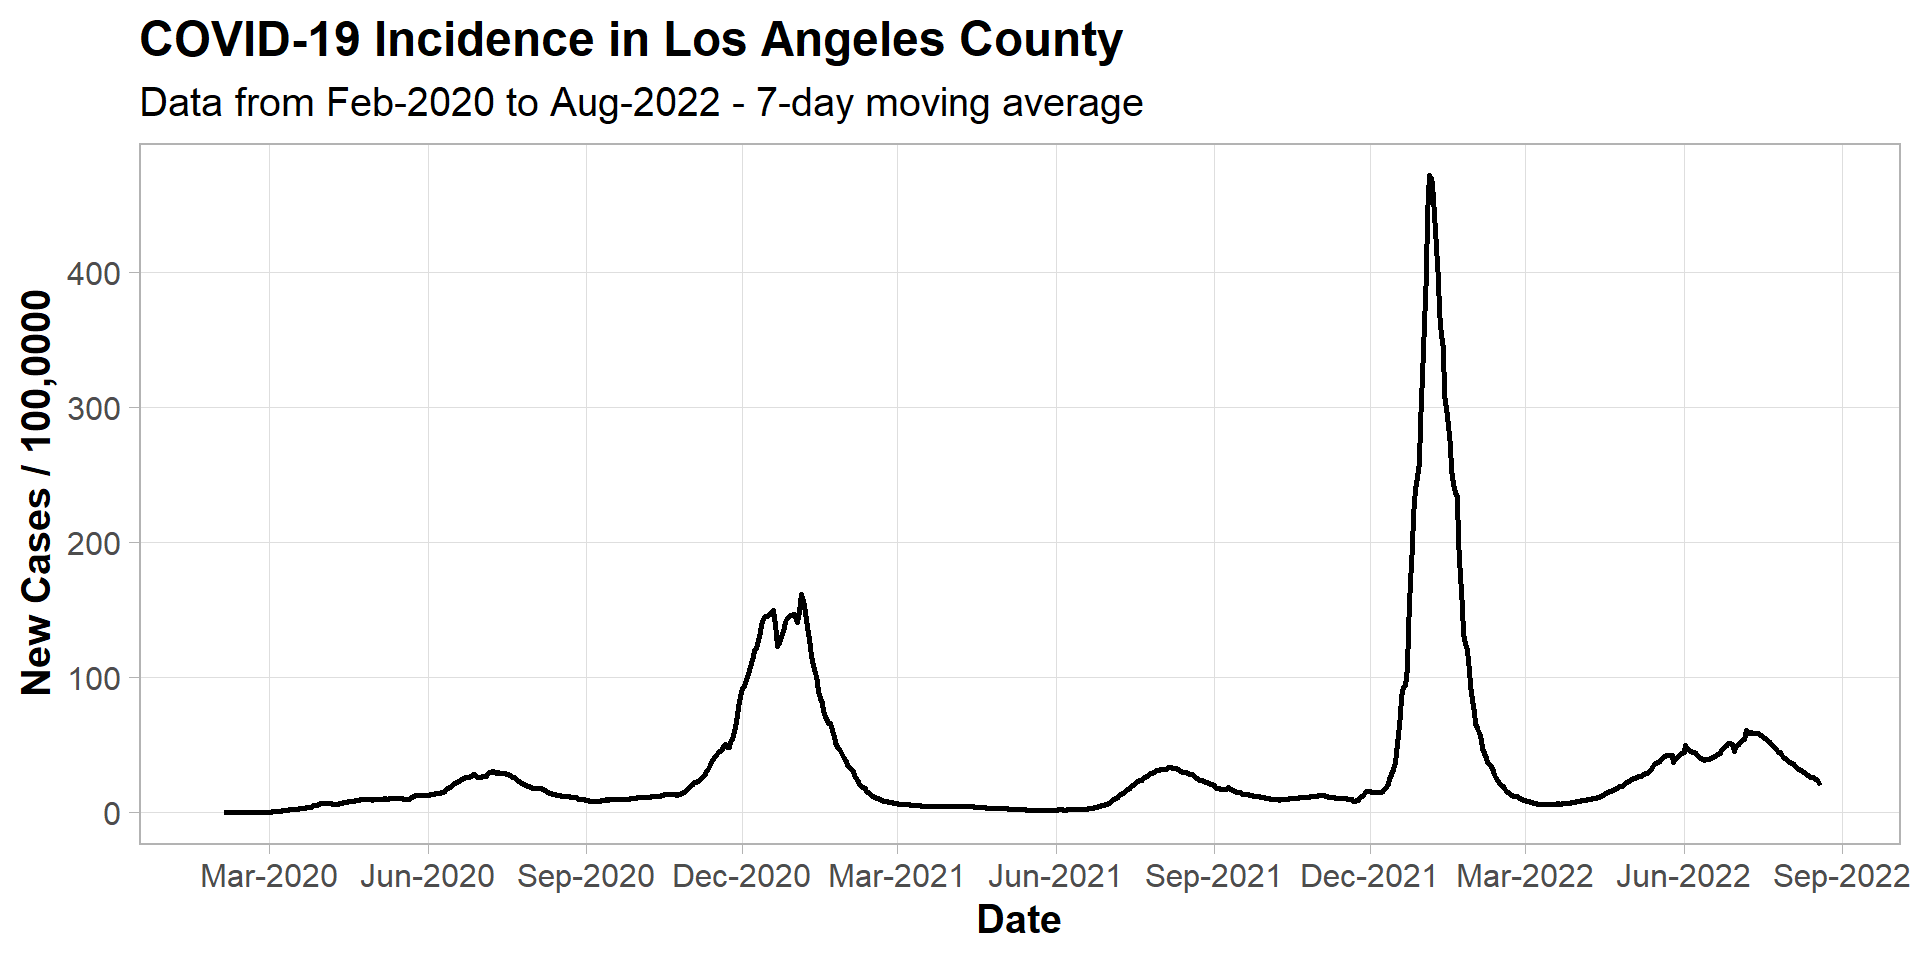 COVID-19 Incidence in Los Angeles County
Data from Feb-2020 to Aug-2022 - 7-day moving average
New Cases / 100,0000
400
300
200
100
0
Mar-2020 Jun-2020 Sep-2020 Dec-2020 Mar-2021 Jun-2021 Sep-2021 Dec-2021 Mar-2022 Jun-2022 Sep-2022
Date